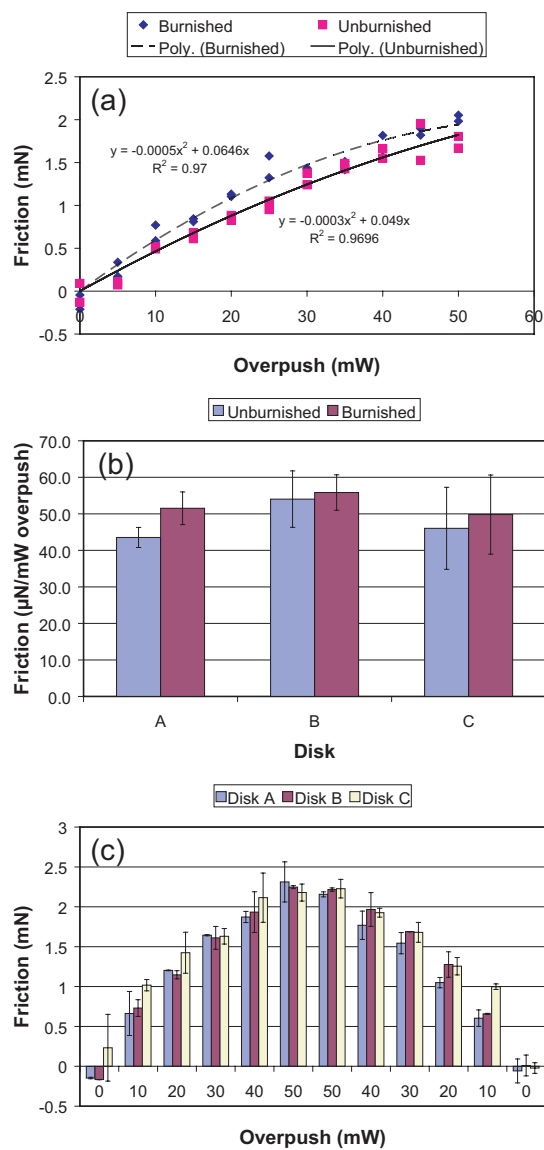 Burnished Unburnished
Poly. (Burnished) Poly. (Unburnished)
(a)
2.5
2
1.5
1
0.5
0
-0.5
y = -0.0005x² + 0.0646x
R² = 0.97
y = -0.0003x² + 0.049x
R² = 0.9696
0 10 20 30 40 50 60
Friction (mN)
Overpush (mW)
Unburnished Burnished
(b)
70.0
60.0
50.0
40.0
30.0
20.0
10.0
0.0
Friction (µN/mW overpush)
A B C
Disk
Disk A Disk B Disk C
(c)
3
2.5
2
1.5
1
0.5
0
-0.5
Friction (mN)
0 10 20 30 40 50 50 40 30 20 10 0
Overpush (mW)